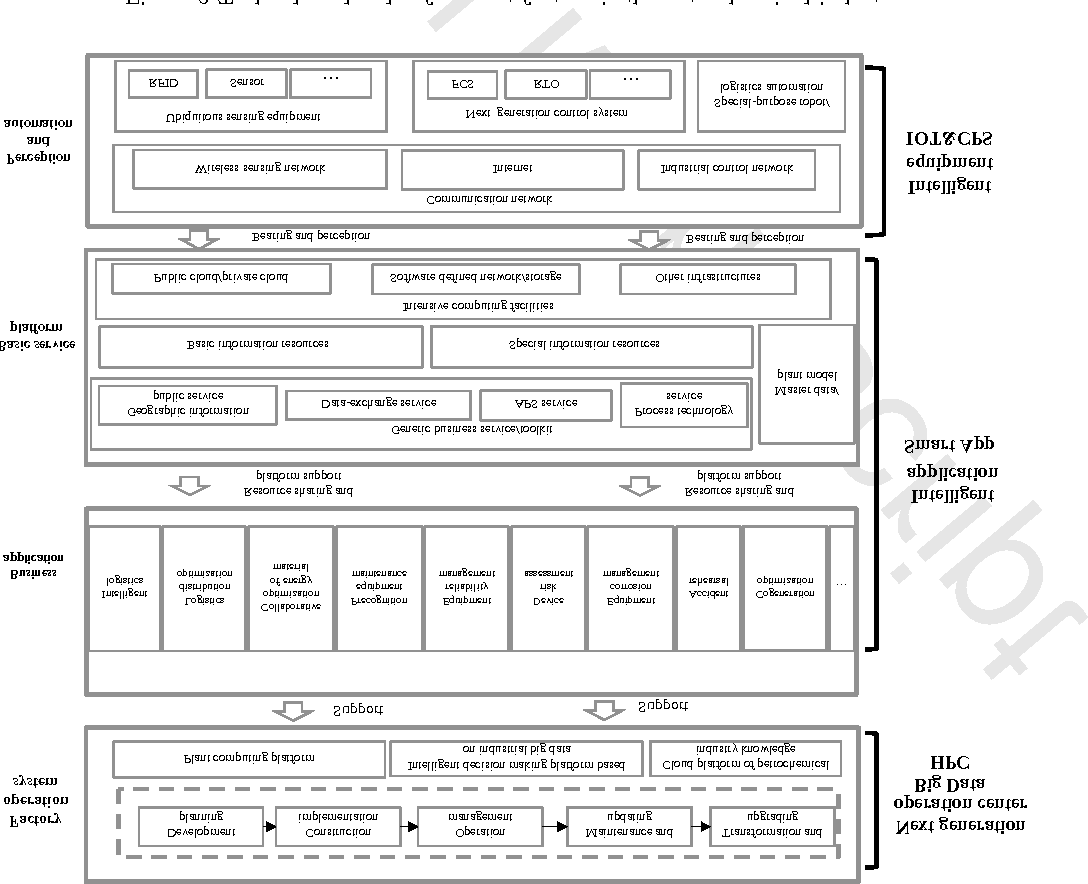 Factory
operation
system
Development
planning
Construction
implementation
Operation
management
Maintenance and
updating
Transformation and
upgrading
Plant computing platform
Intelligent decision making platform based
on industrial big data
Cloud platform of petrochemical
industry knowledge
Next generation
operation center
Big Data
HPC
Support
Support
Business
application
Intelligent
logistics
Logistics
distribution
optimization
Collaborative
optimization
of energy
material
Precognition
equipment
maintenance
Equipment
reliability
management
Device
risk
assessment
Equipment
corrosion
management
Accident
rehearsal
Cogeneration
optimization
...
Resource sharing and
platform support
Resource sharing and
platform support
Intelligent
application
Smart App
Basic service
platform
Generic business service/toolkit
Geographic information
public service
Data-exchange service
APS service
Process technology
service
Master data/
plant model
Basic information resources
Special information resources
Intensive computing facilities
Public cloud/private cloud
Software defined network/storage
Other infrastructures
Bearing and perception
Bearing and perception
Perception
and
automation
Communication network
Wireless sensing network
Internet
Industrial control network
Ubiquitous sensing equipment
RFID
Sensor
...
Next generation control system
FCS
RTO
...
Special-purpose robot/
logistics automation
Intelligent
equipment
IOT&CPS